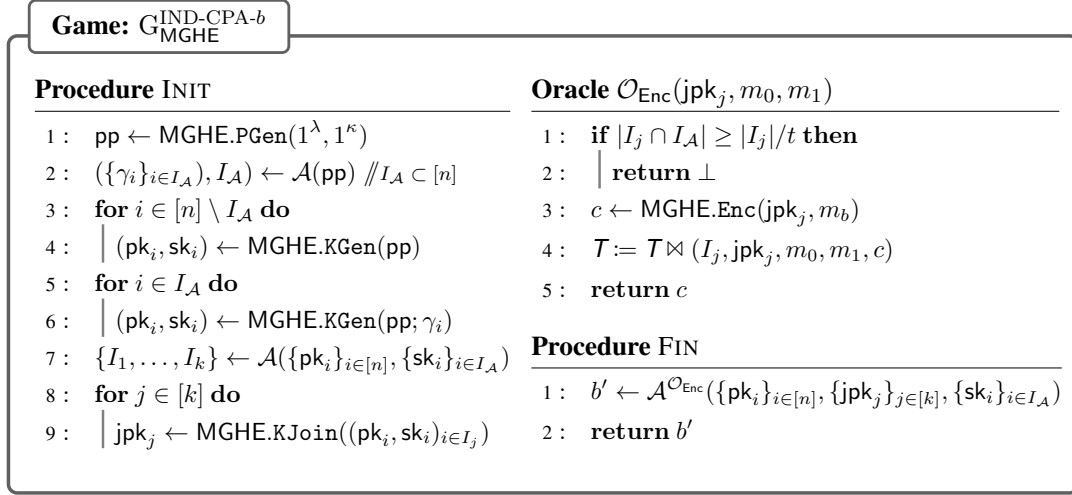 Game: G^{IND-CPA-b}_{MGHE}
Procedure INIT
1 : pp ← MGHE.PGen(1^λ, 1^κ)
2 : ({γ_i}_{i∈I_𝒜}), I_𝒜) ← 𝒜(pp) // I_𝒜 ⊂ [n]
3 : for i ∈ [n] \ I_𝒜 do
4 : (pk_i, sk_i) ← MGHE.KGen(pp)
5 : for i ∈ I_𝒜 do
6 : (pk_i, sk_i) ← MGHE.KGen(pp; γ_i)
7 : {I_1, . . . , I_k} ← 𝒜({pk_i}_{i∈[n]}, {sk_i}_{i∈I_𝒜})
8 : for j ∈ [k] do
9 : jpk_j ← MGHE.KJoin((pk_i, sk_i)_{i∈I_j})
Oracle 𝒪_Enc(jpk_j, m_0, m_1)
1 : if |I_j ∩ I_𝒜| ≥ |I_j|/t then
2 : return ⊥
3 : c ← MGHE.Enc(jpk_j, m_b)
4 : T := T ⋈ (I_j, jpk_j, m_0, m_1, c)
5 : return c
Procedure FIN
1 : b′ ← 𝒜^{𝒪_Enc}({pk_i}_{i∈[n]}, {jpk_j}_{j∈[k]}, {sk_i}_{i∈I_𝒜})
2 : return b′